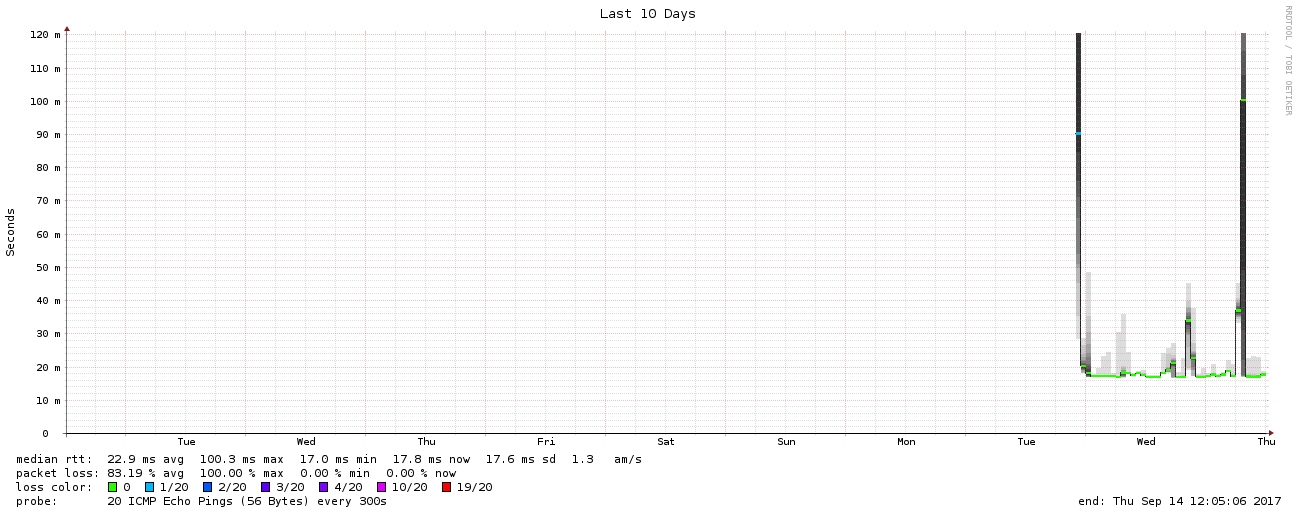 Last 10 Days
RRDTOOL / TOBI OETIKER
Seconds
120 m
110 m
100 m
90 m
80 m
70 m
60 m
50 m
40 m
30 m
20 m
10 m
0
Tue Wed Thu Fri Sat Sun Mon Tue Wed Thu
median rtt: 22.9 ms avg 100.3 ms max 17.0 ms min 17.8 ms now 17.6 ms sd 1.3 am/s
packet loss: 83.19 % avg 100.00 % max 0.00 % min 0.00 % now
loss color: 0 1/20 2/20 3/20 4/20 10/20 19/20
probe: 20 ICMP Echo Pings (56 Bytes) every 300s end: Thu Sep 14 12:05:06 2017